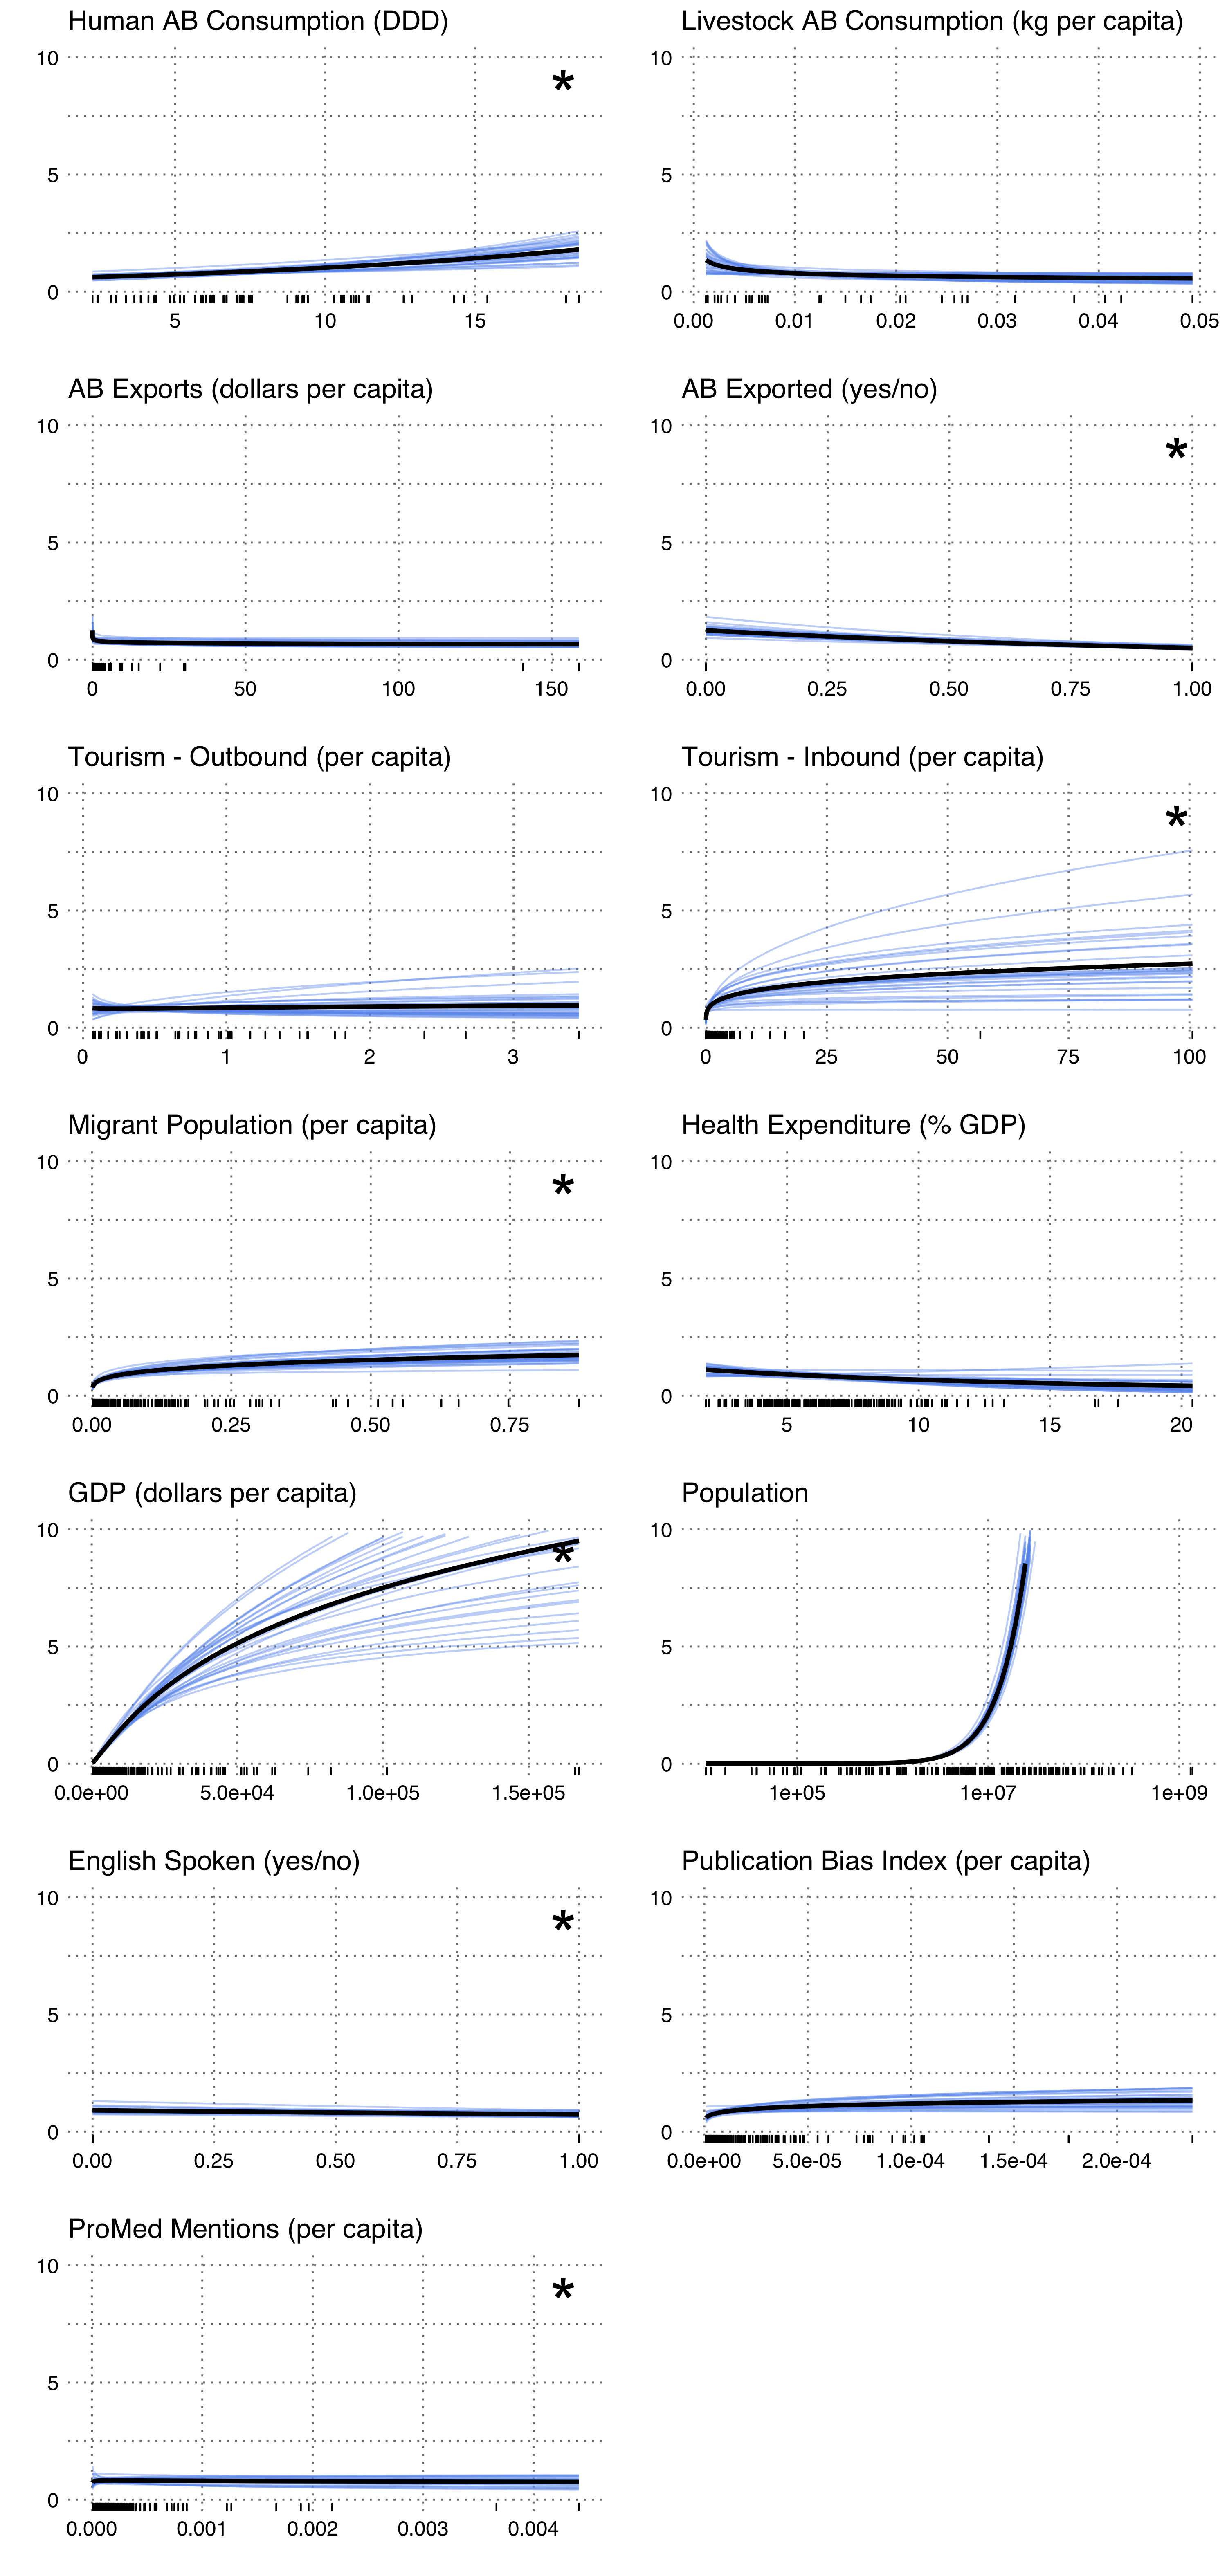 Human AB Consumption (DDD)
10
5
0
5 10 15
*
Livestock AB Consumption (kg per capita)
10
5
0
0.00 0.01 0.02 0.03 0.04 0.05
AB Exports (dollars per capita)
10
5
0
0 50 100 150
AB Exported (yes/no)
10
5
0
0.00 0.25 0.50 0.75 1.00
*
Tourism - Outbound (per capita)
10
5
0
0 1 2 3
Tourism - Inbound (per capita)
10
5
0
0 25 50 75 100
*
Migrant Population (per capita)
10
5
0
0.00 0.25 0.50 0.75
*
Health Expenditure (% GDP)
10
5
0
5 10 15 20
GDP (dollars per capita)
10
5
0
0.0e+00 5.0e+04 1.0e+05 1.5e+05
*
Population
10
5
0
1e+05 1e+07 1e+09
English Spoken (yes/no)
10
5
0
0.00 0.25 0.50 0.75 1.00
*
Publication Bias Index (per capita)
10
5
0
0.0e+00 5.0e-05 1.0e-04 1.5e-04 2.0e-04
ProMed Mentions (per capita)
10
5
0
0.000 0.001 0.002 0.003 0.004
*